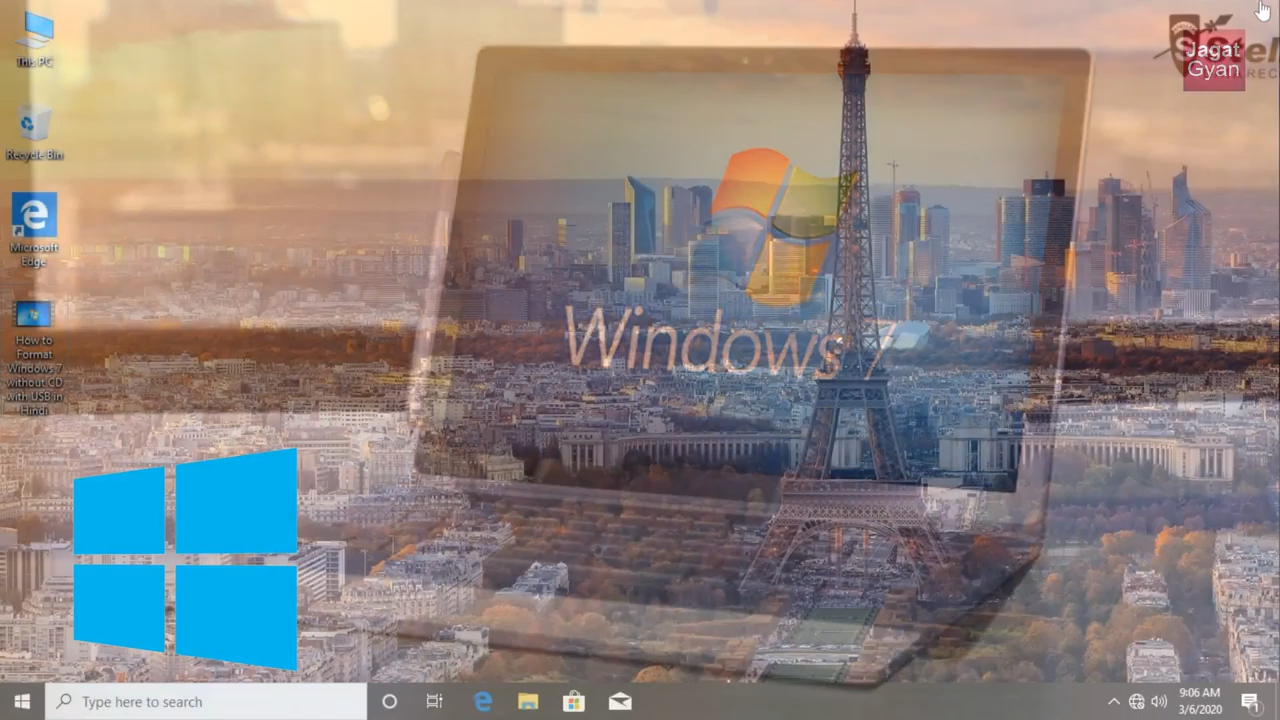 This PC
Recycle Bin
Microsoft
Edge
How to
Format
Windows 7
without CD
with USB in
Hindi
Windows 7
Jagat
Gyan
Type here to search
9:06 AM
3/6/2020
1